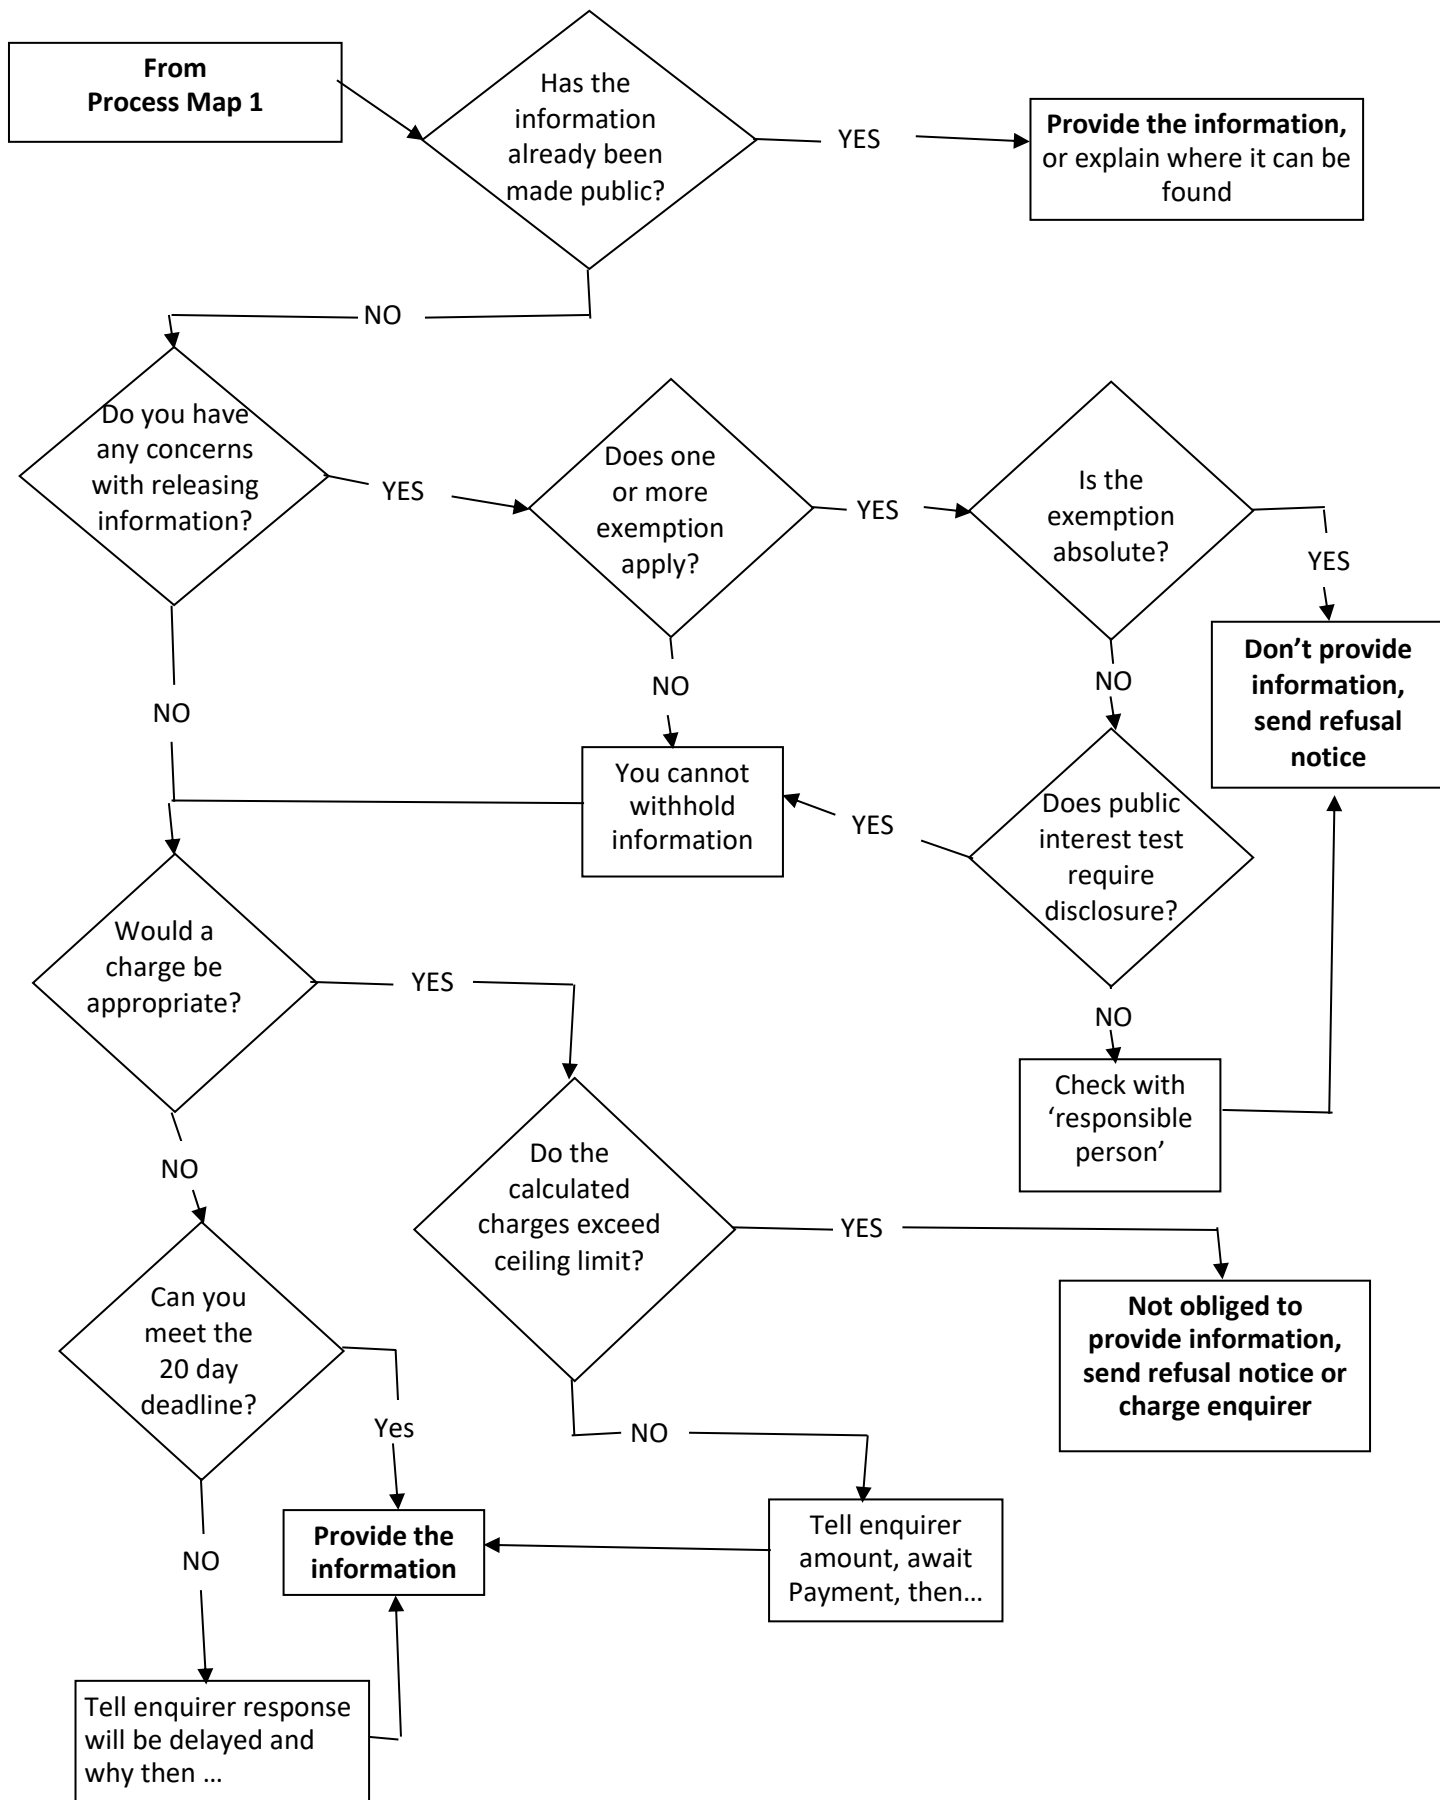 From
Process Map 1
Has the
information
already been
made public?
YES
Provide the information,
or explain where it can be
found
NO
Do you have
any concerns
with releasing
information?
YES
Does one
or more
exemption
apply?
YES
Is the
exemption
absolute?
YES
Don’t provide
information,
send refusal
notice
NO
NO
NO
You cannot
withhold
information
YES
Does public
interest test
require
disclosure?
Would a
charge be
appropriate?
YES
NO
Check with
‘responsible
person’
NO
Do the
calculated
charges exceed
ceiling limit?
YES
Not obliged to
provide information,
send refusal notice or
charge enquirer
Can you
meet the
20 day
deadline?
Yes
NO
NO
Provide the
information
Tell enquirer
amount, await
Payment, then…
Tell enquirer response
will be delayed and
why then …